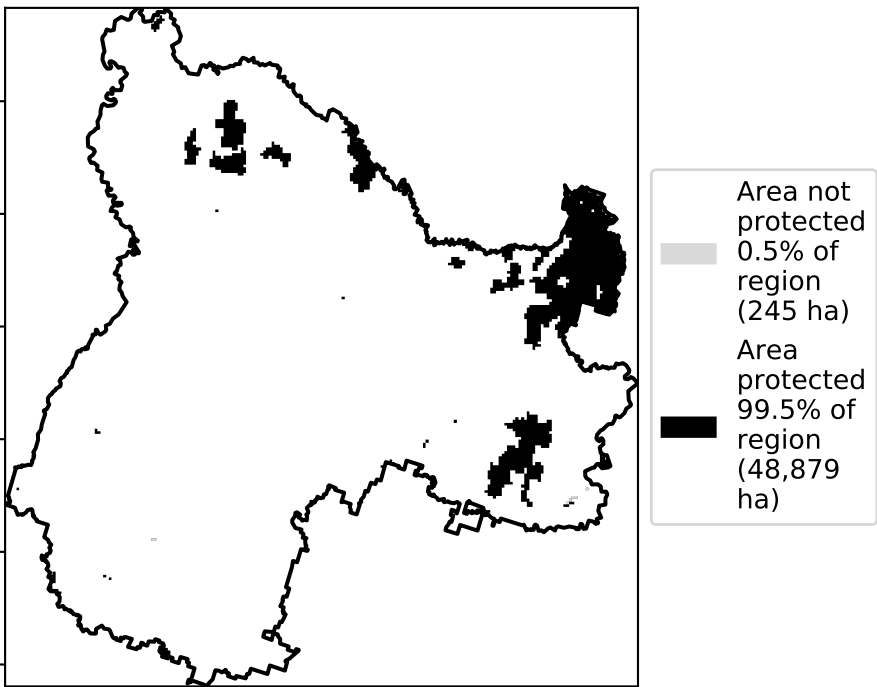 Area not
protected
0.5% of
region
(245 ha)
Area
protected
99.5% of
region
(48,879
ha)